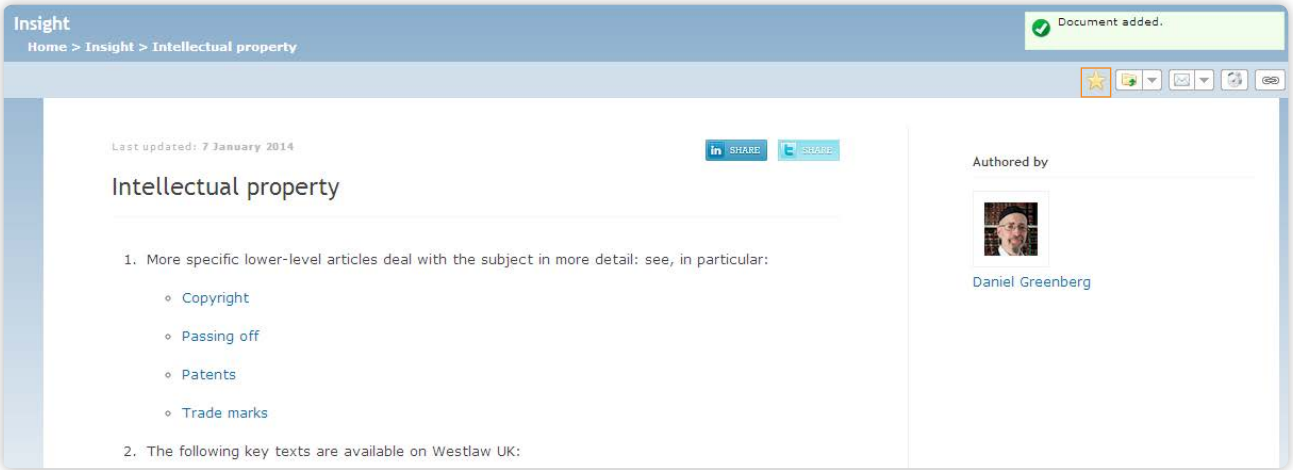 Insight
Home > Insight > Intellectual property
Document added.
Last updated: 7 January 2014
in SHARE
SHARE
Intellectual property
1. More specific lower-level articles deal with the subject in more detail: see, in particular:
Copyright
Passing off
Patents
Trade marks
2. The following key texts are available on Westlaw UK:
Authored by
Daniel Greenberg